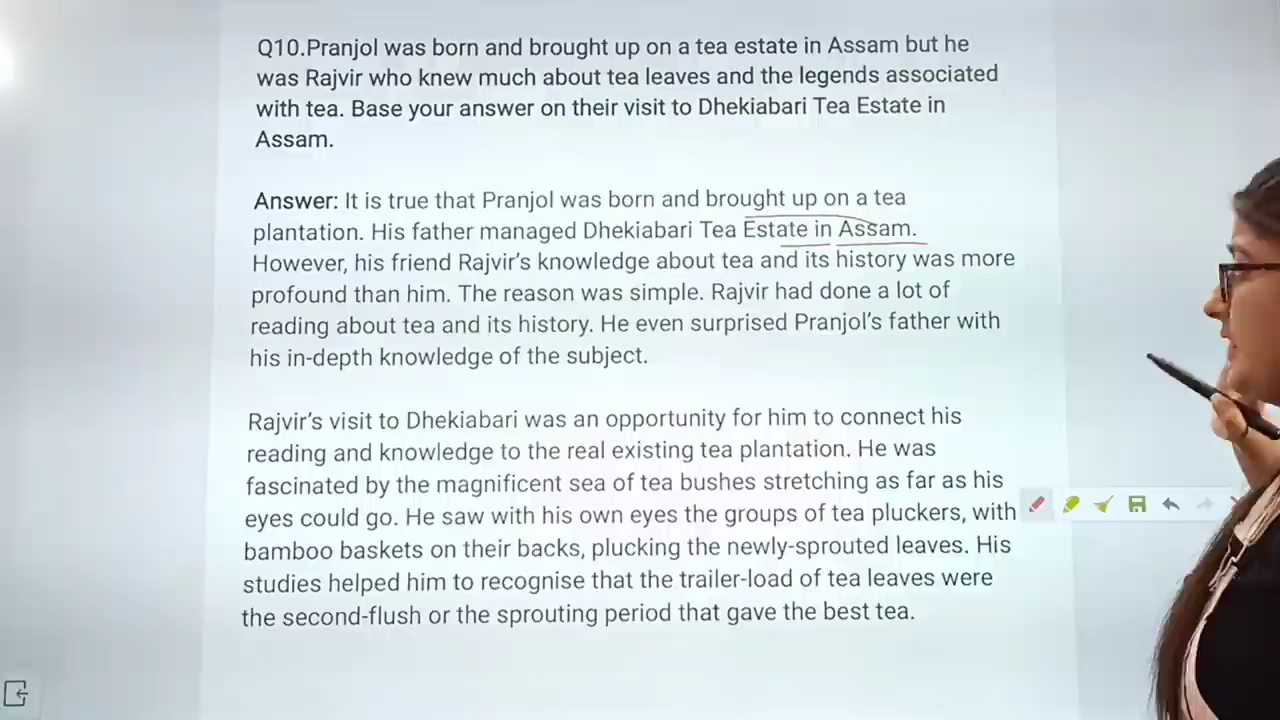 Q10.Pranjol was born and brought up on a tea estate in Assam but he
was Rajvir who knew much about tea leaves and the legends associated
with tea. Base your answer on their visit to Dhekiabari Tea Estate in
Assam.
Answer: It is true that Pranjol was born and brought up on a tea
plantation. His father managed Dhekiabari Tea Estate in Assam.
However, his friend Rajvir's knowledge about tea and its history was more
profound than him. The reason was simple. Rajvir had done a lot of
reading about tea and its history. He even surprised Pranjol's father with
his in-depth knowledge of the subject.
Rajvir's visit to Dhekiabari was an opportunity for him to connect his
reading and knowledge to the real existing tea plantation. He was
fascinated by the magnificent sea of tea bushes stretching as far as his
eyes could go. He saw with his own eyes the groups of tea pluckers, with
bamboo baskets on their backs, plucking the newly-sprouted leaves. His
studies helped him to recognise that the trailer-load of tea leaves were
the second-flush or the sprouting period that gave the best tea.